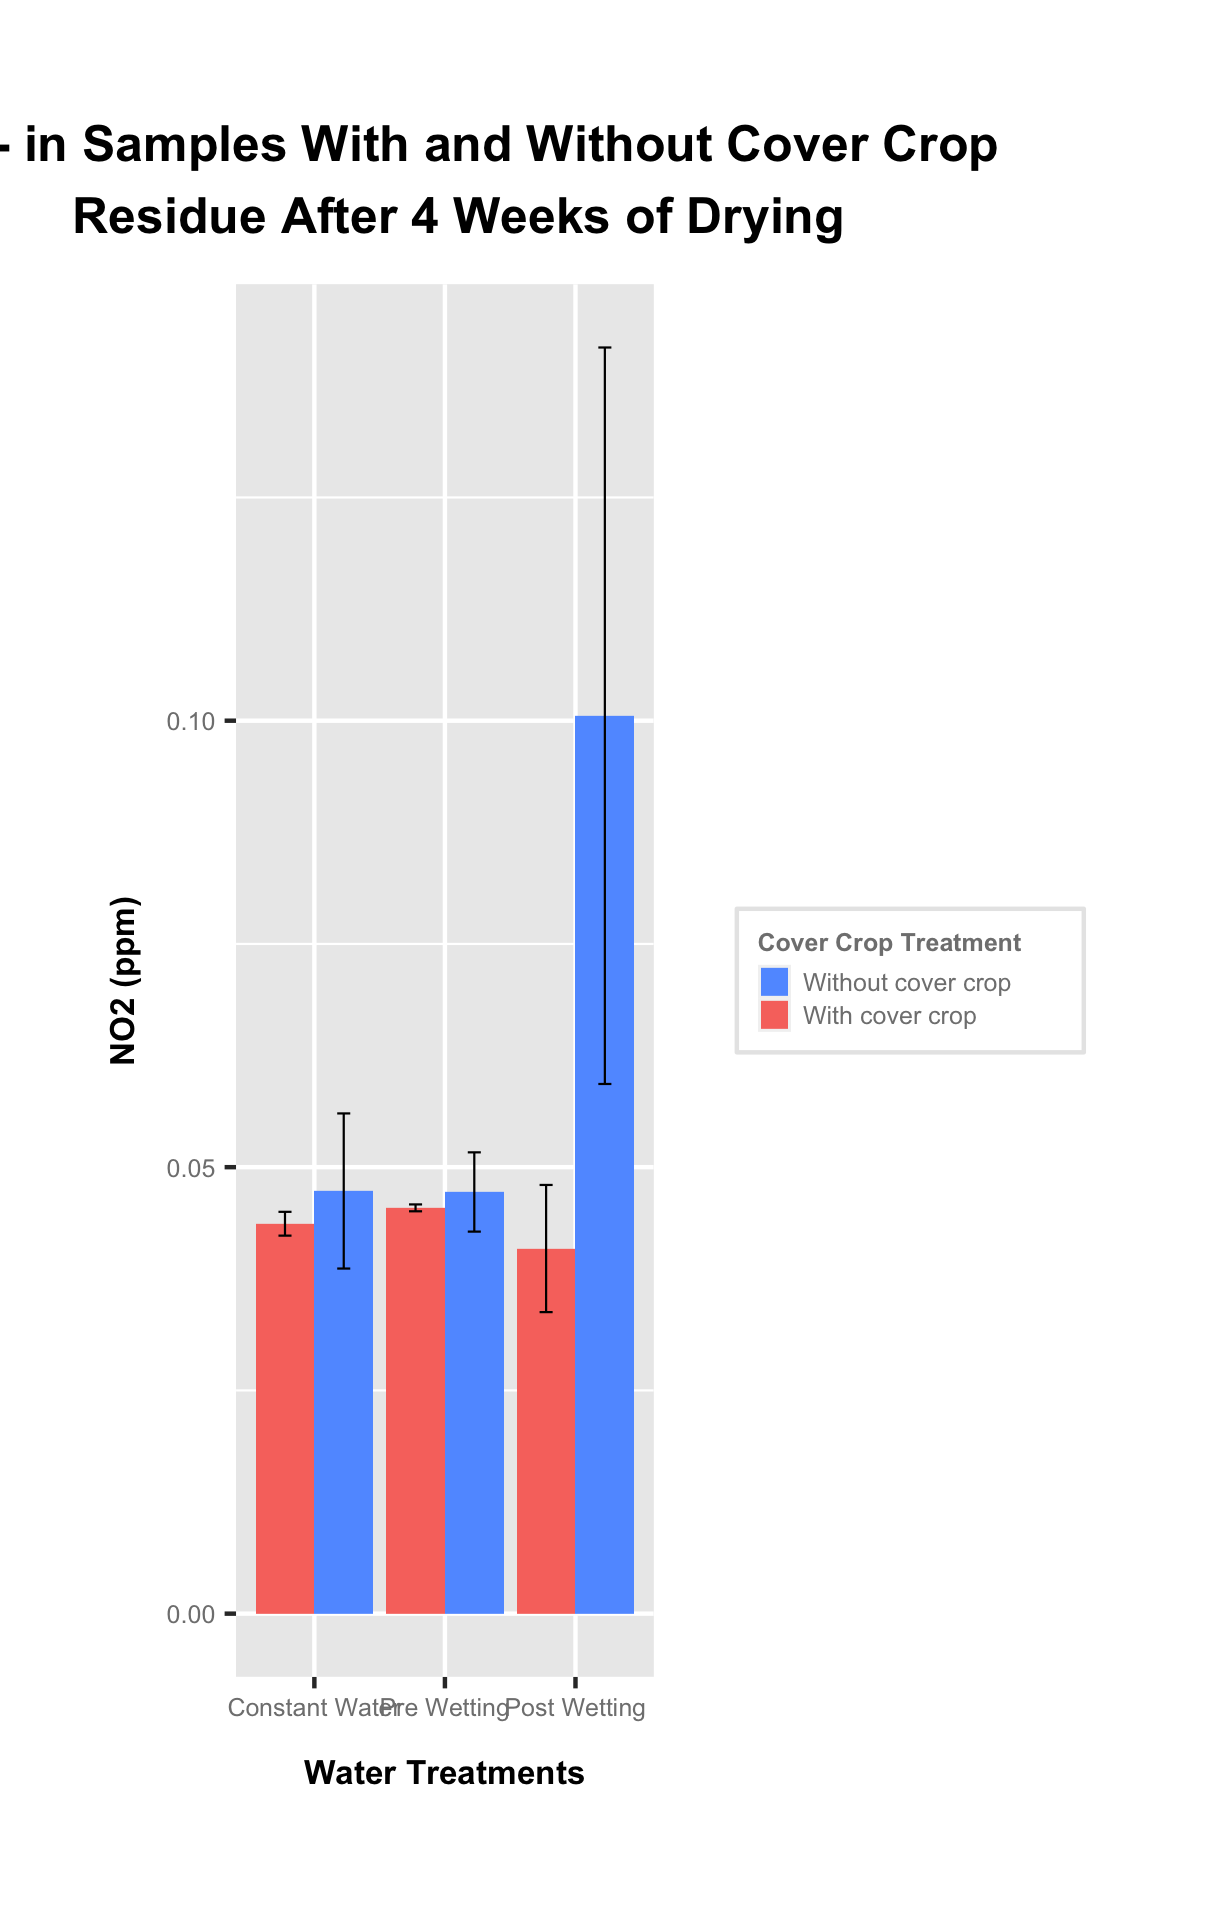 - in Samples With and Without Cover Crop
Residue After 4 Weeks of Drying
NO2 (ppm)
0.10
0.05
0.00
Constant Water
Pre Wetting
Post Wetting
Water Treatments
Cover Crop Treatment
Without cover crop
With cover crop